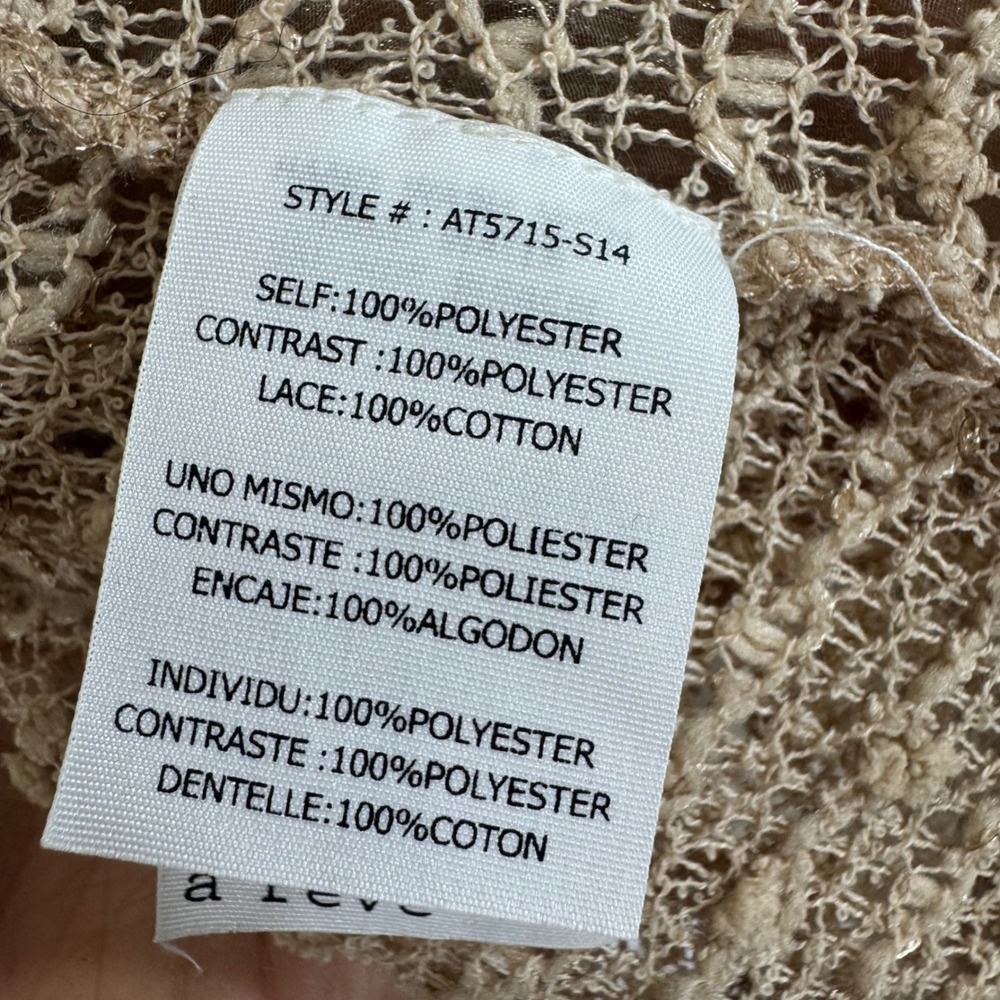 STYLE # : AT5715-S14
SELF:100%POLYESTER
CONTRAST :100%POLYESTER
LACE:100%COTTON
UNO MISMO:100%POLIESTER
CONTRASTE :100%POLIESTER
ENCAJE:100%ALGODON
INDIVIDU:100%POLYESTER
CONTRASTE :100%POLYESTER
DENTELLE:100%COTON
a